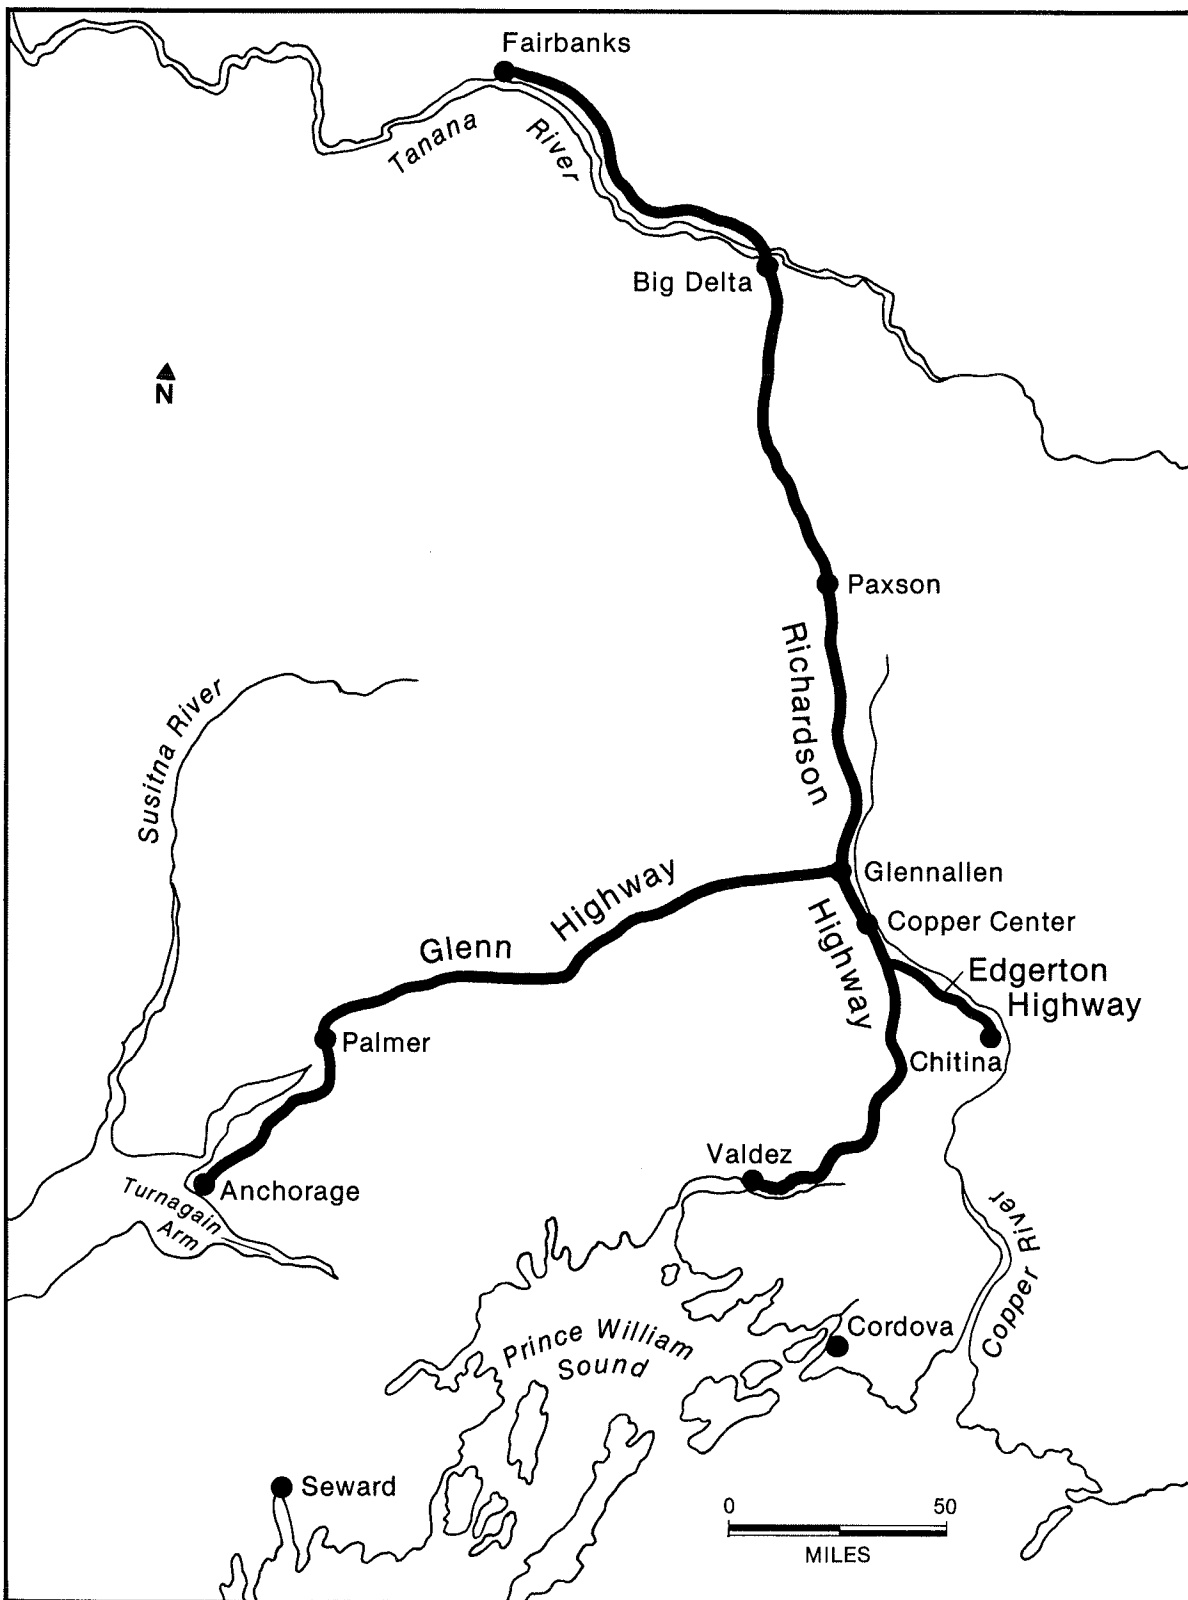 Fairbanks
Tanana
River
Big Delta
N
Paxson
Richardson
Susitna River
Highway
Glennallen
Highway
Copper Center
Glenn
Edgerton
Highway
Palmer
Chitina
Valdez
Anchorage
Turnagain
Arm
Copper River
Cordova
Prince William
Sound
Seward
0 50
MILES